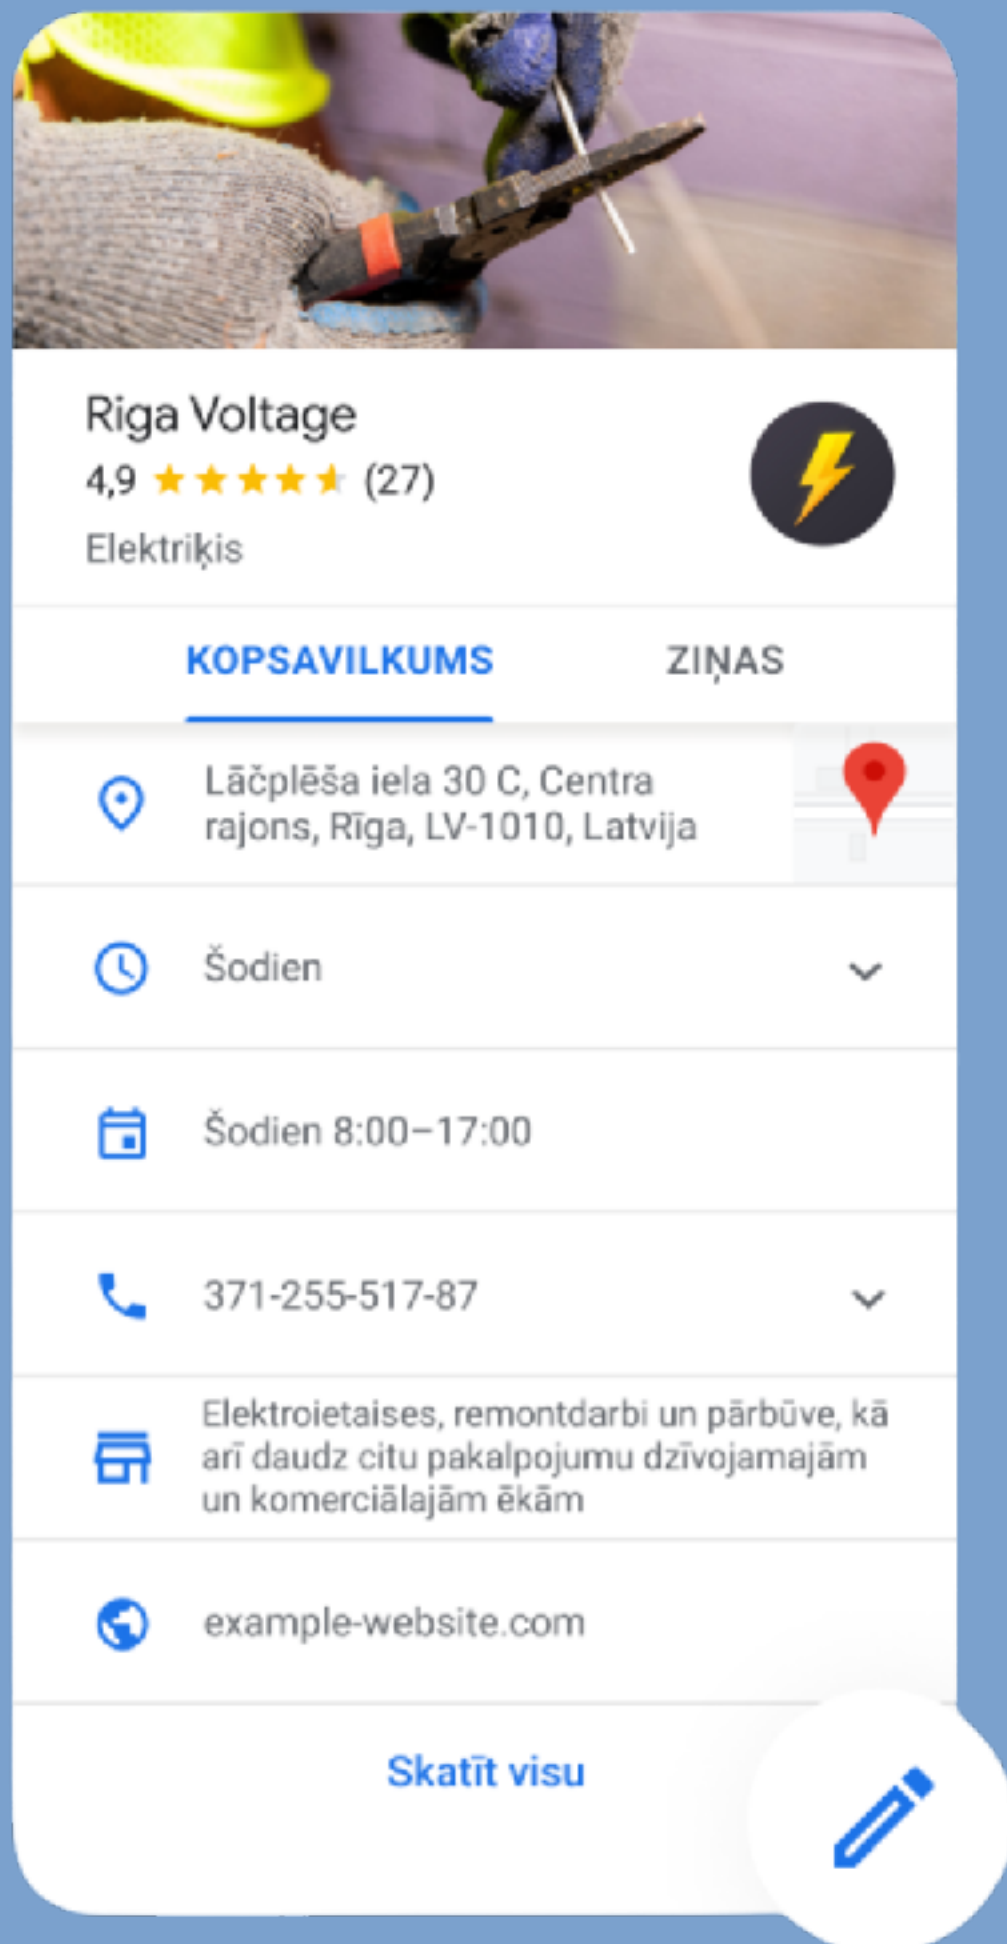 Riga Voltage
4,9 (27)
Elektriķis
KOPSAVILKUMS ZIŅAS
Lāčplēša iela 30 C, Centra
rajons, Rīga, LV-1010, Latvija
Šodien
Šodien 8:00–17:00
371-255-517-87
Elektroietaises, remontdarbi un pārbūve, kā
arī daudz citu pakalpojumu dzīvojamajām
un komerciālajām ēkām
example-website.com
Skatīt visu